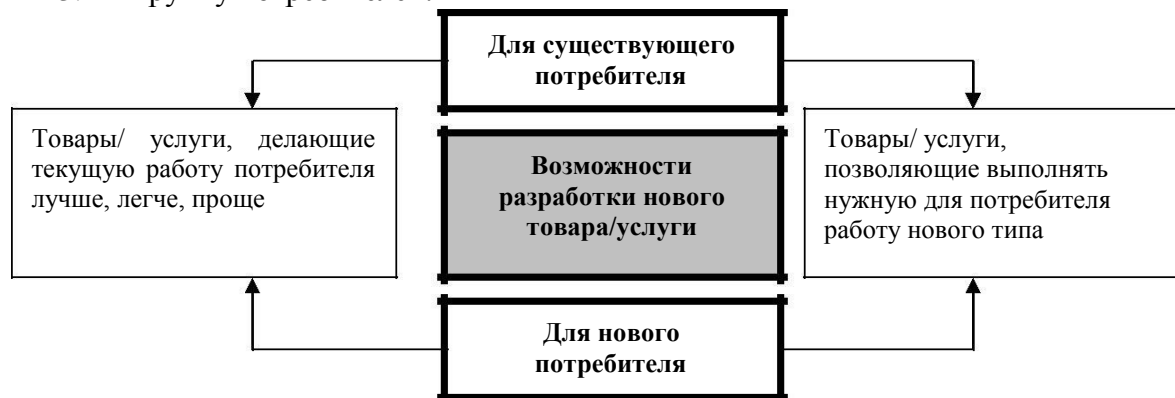 Для существующего
потребителя
Товары/ услуги, делающие
текущую работу потребителя
лучше, легче, проще
Возможности
разработки нового
товара/услуги
Товары/ услуги,
позволяющие выполнять
нужную для потребителя
работу нового типа
Для нового
потребителя